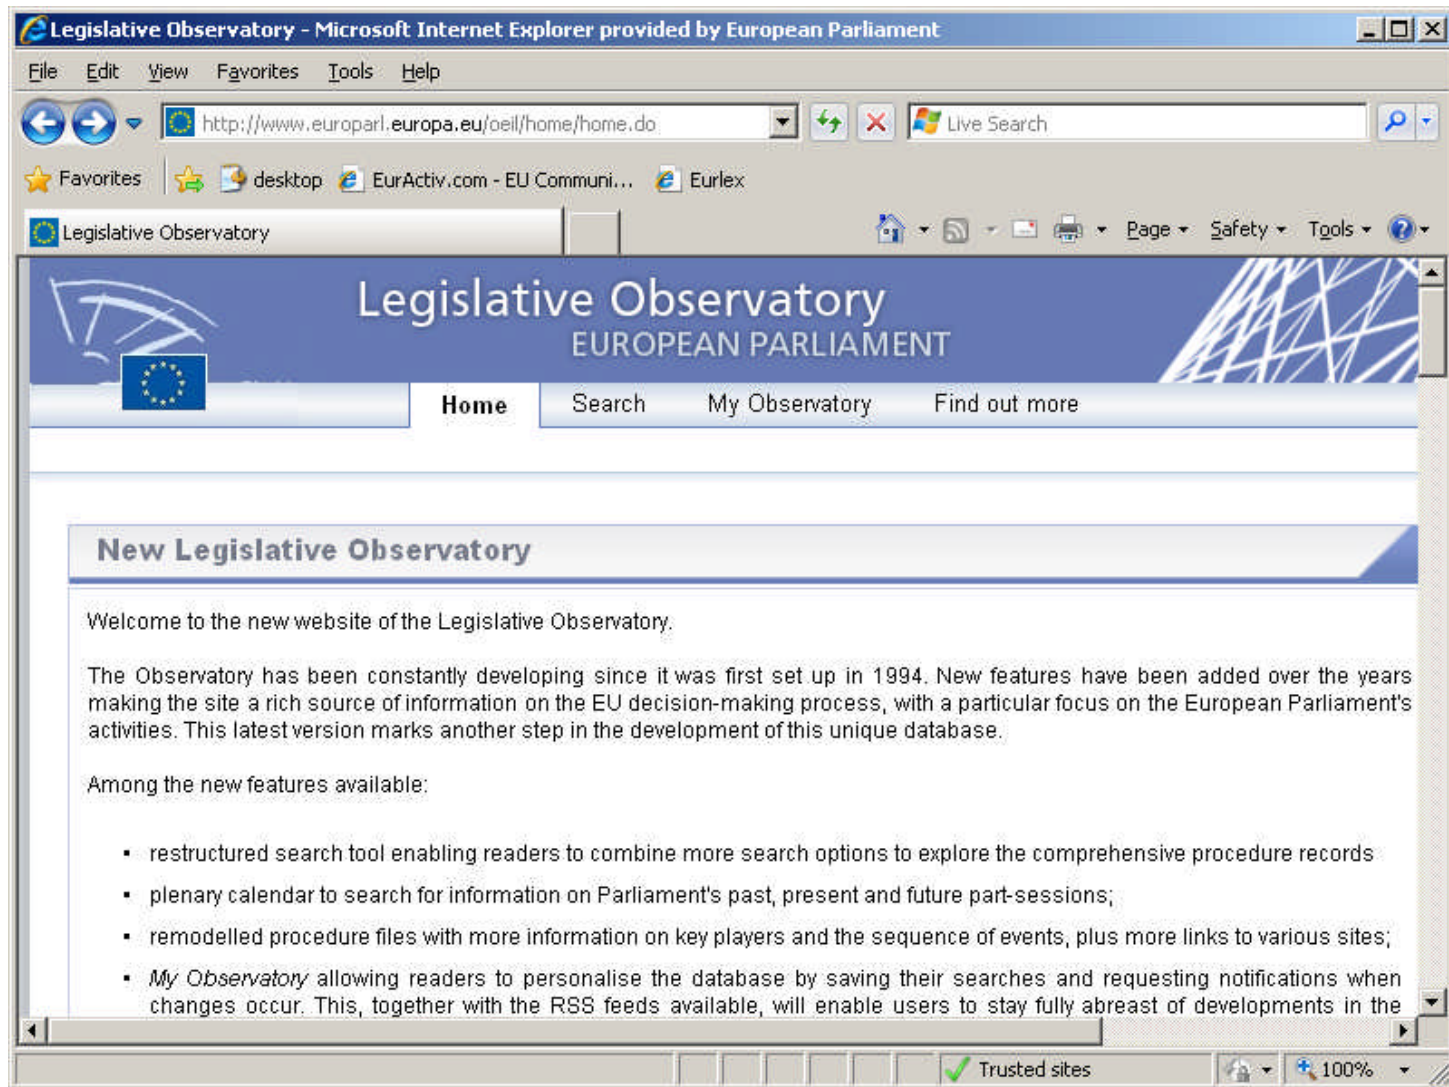 Legislative Observatory - Microsoft Internet Explorer provided by European Parliament
File Edit View Favorites Tools Help
http://www.europarl.europa.eu/oeil/home/home.do Live Search
Favorites desktop EurActiv.com - EU Communi... Eurlex
Legislative Observatory Page Safety Tools
Legislative Observatory
EUROPEAN PARLIAMENT
Home Search My Observatory Find out more
New Legislative Observatory
Welcome to the new website of the Legislative Observatory.
The Observatory has been constantly developing since it was first set up in 1994. New features have been added over the years
making the site a rich source of information on the EU decision-making process, with a particular focus on the European Parliament's
activities. This latest version marks another step in the development of this unique database.
Among the new features available:
▪ restructured search tool enabling readers to combine more search options to explore the comprehensive procedure records
▪ plenary calendar to search for information on Parliament's past, present and future part-sessions;
▪ remodelled procedure files with more information on key players and the sequence of events, plus more links to various sites;
▪ My Observatory allowing readers to personalise the database by saving their searches and requesting notifications when
changes occur. This, together with the RSS feeds available, will enable users to stay fully abreast of developments in the
Trusted sites 100%